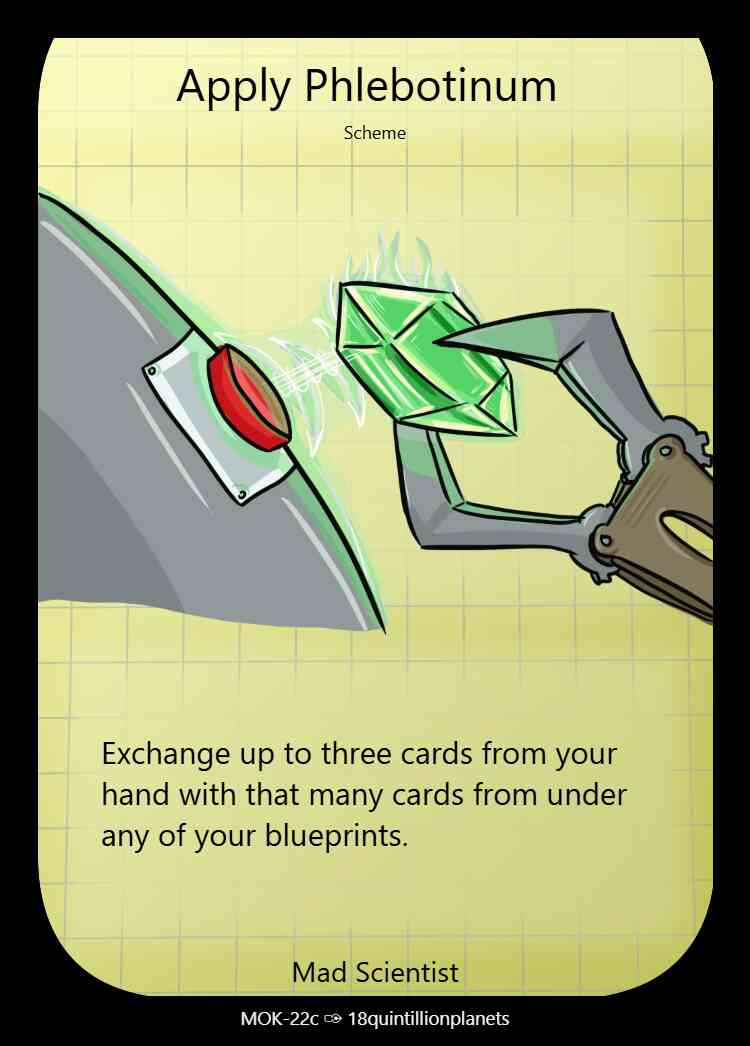 Apply Phlebotinum
Scheme
Exchange up to three cards from your
hand with that many cards from under
any of your blueprints.
Mad Scientist
MOK-22c ➩ 18quintillionplanets